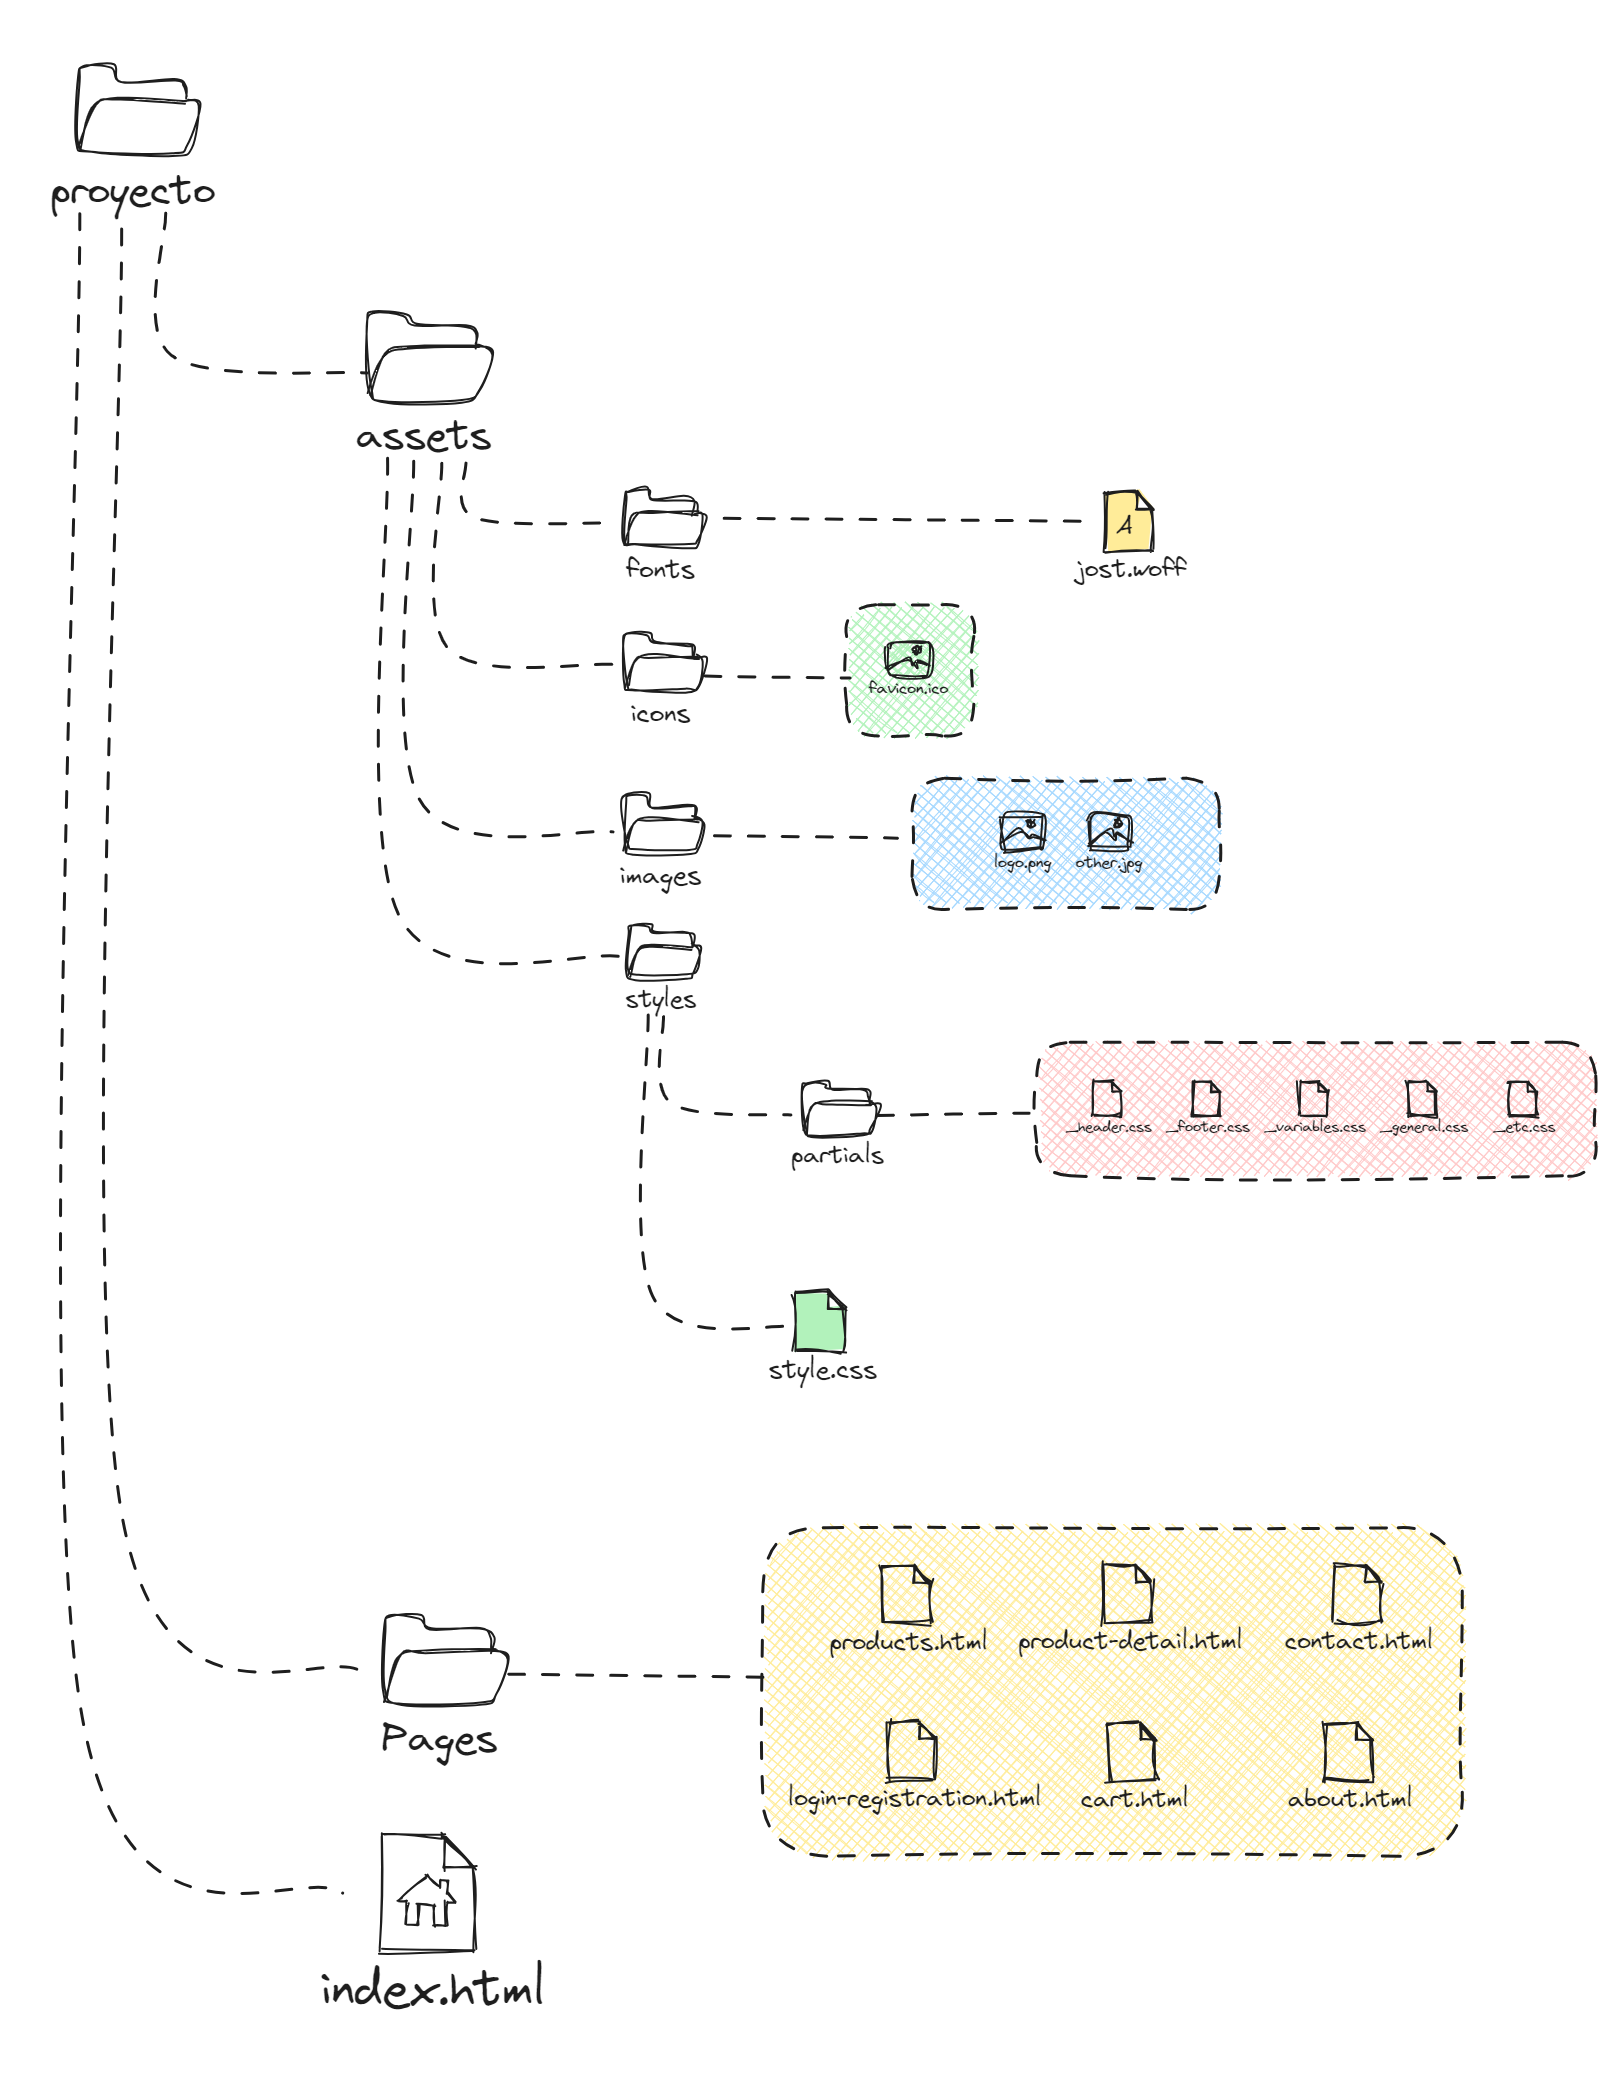 proyecto
assets
A
fonts
jost.woff
favicon.ico
icons
logo.png
other.jpg
images
styles
_header.css
_footer.css
_variables.css
_general.css
_etc.css
partials
style.css
products.html
product-detail.html
contact.html
Pages
login-registration.html
cart.html
about.html
index.html